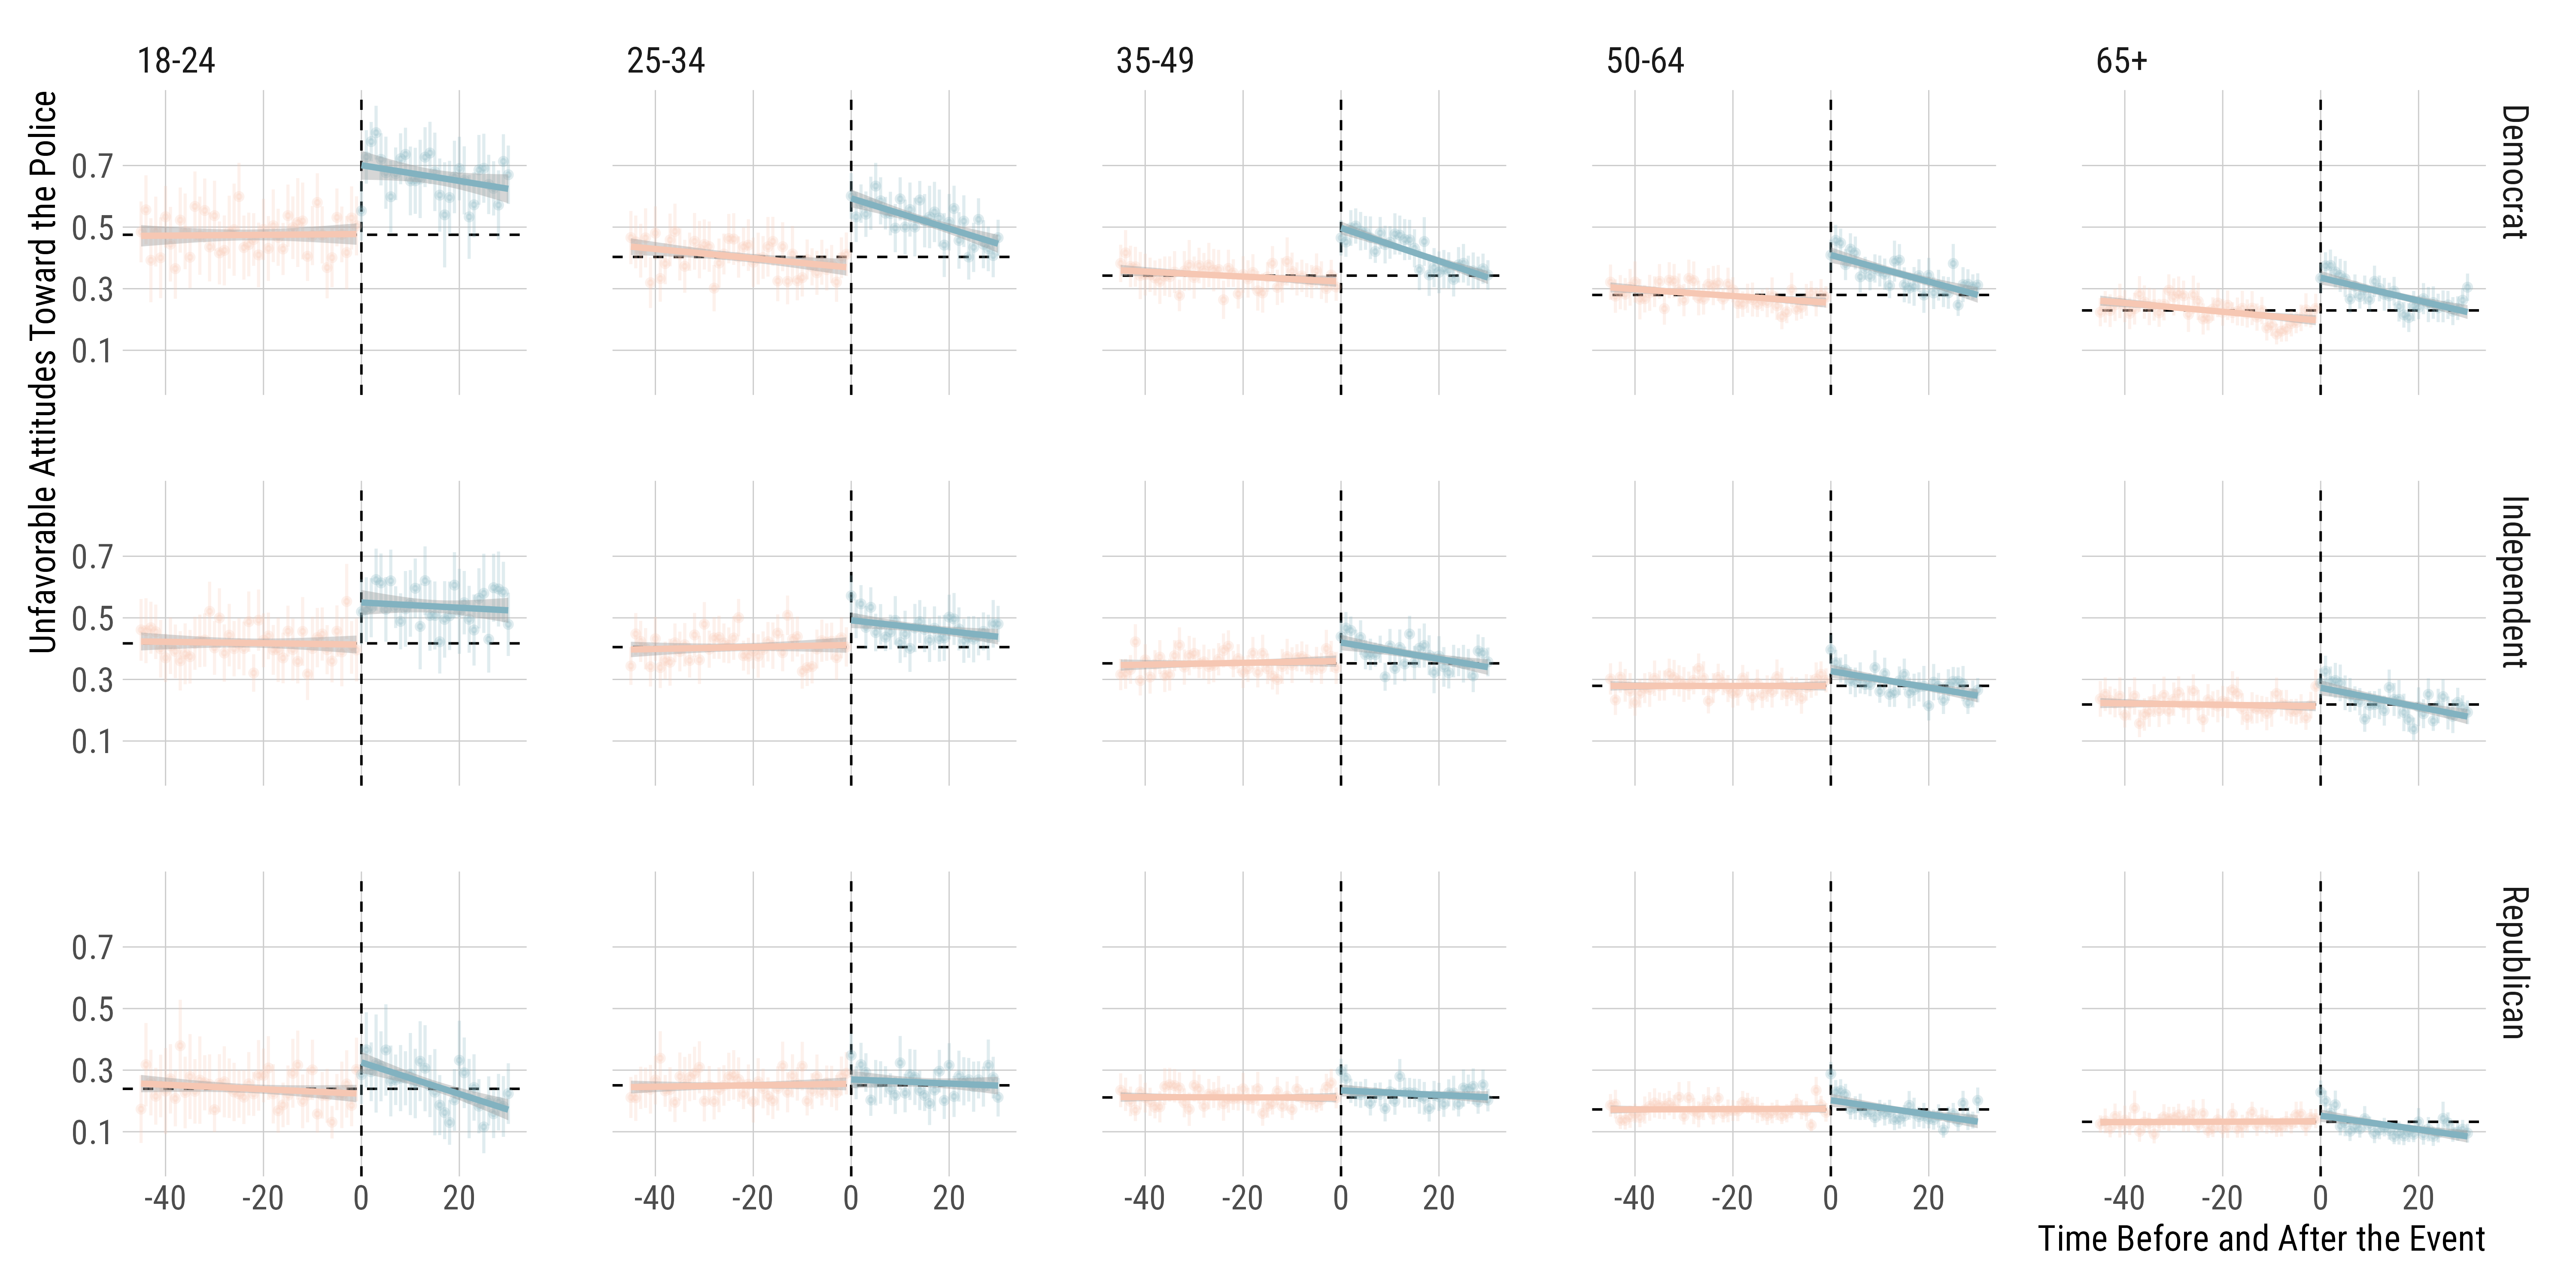 18-24
25-34
35-49
50-64
65+
Unfavorable Attitudes Toward the Police
0.7
0.5
0.3
0.1
Democrat
0.7
0.5
0.3
0.1
Independent
0.7
0.5
0.3
0.1
Republican
-40 -20 0 20
-40 -20 0 20
-40 -20 0 20
-40 -20 0 20
-40 -20 0 20
Time Before and After the Event